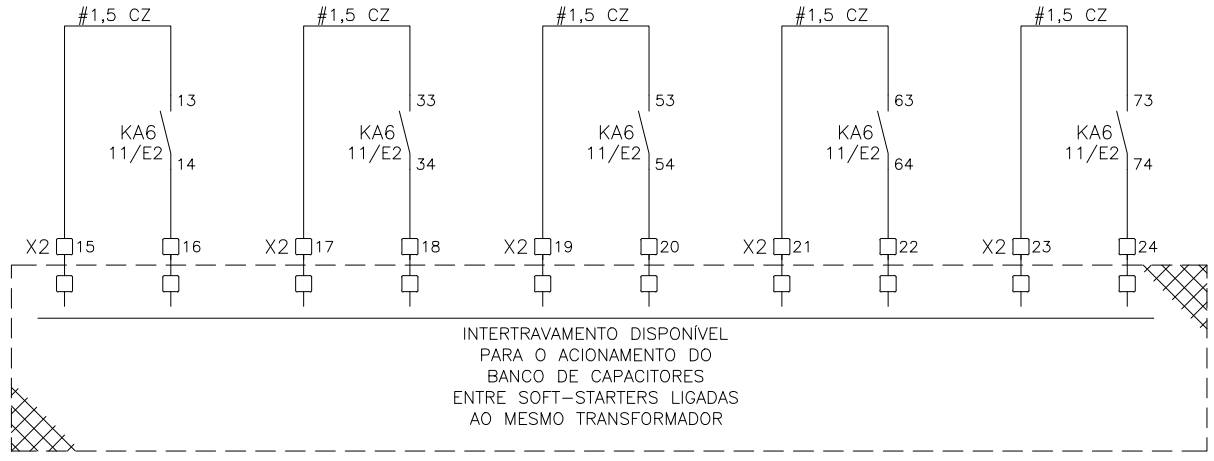 #1,5 CZ #1,5 CZ #1,5 CZ #1,5 CZ #1,5 CZ
13 33 53 63 73
KA6 KA6 KA6 KA6 KA6
11/E2 11/E2 11/E2 11/E2 11/E2
14 34 54 64 74
X2 15 16 X2 17 18 X2 19 20 X2 21 22 X2 23 24
INTERTRAVAMENTO DISPONÍVEL
PARA O ACIONAMENTO DO
BANCO DE CAPACITORES
ENTRE SOFT-STARTERS LIGADAS
AO MESMO TRANSFORMADOR